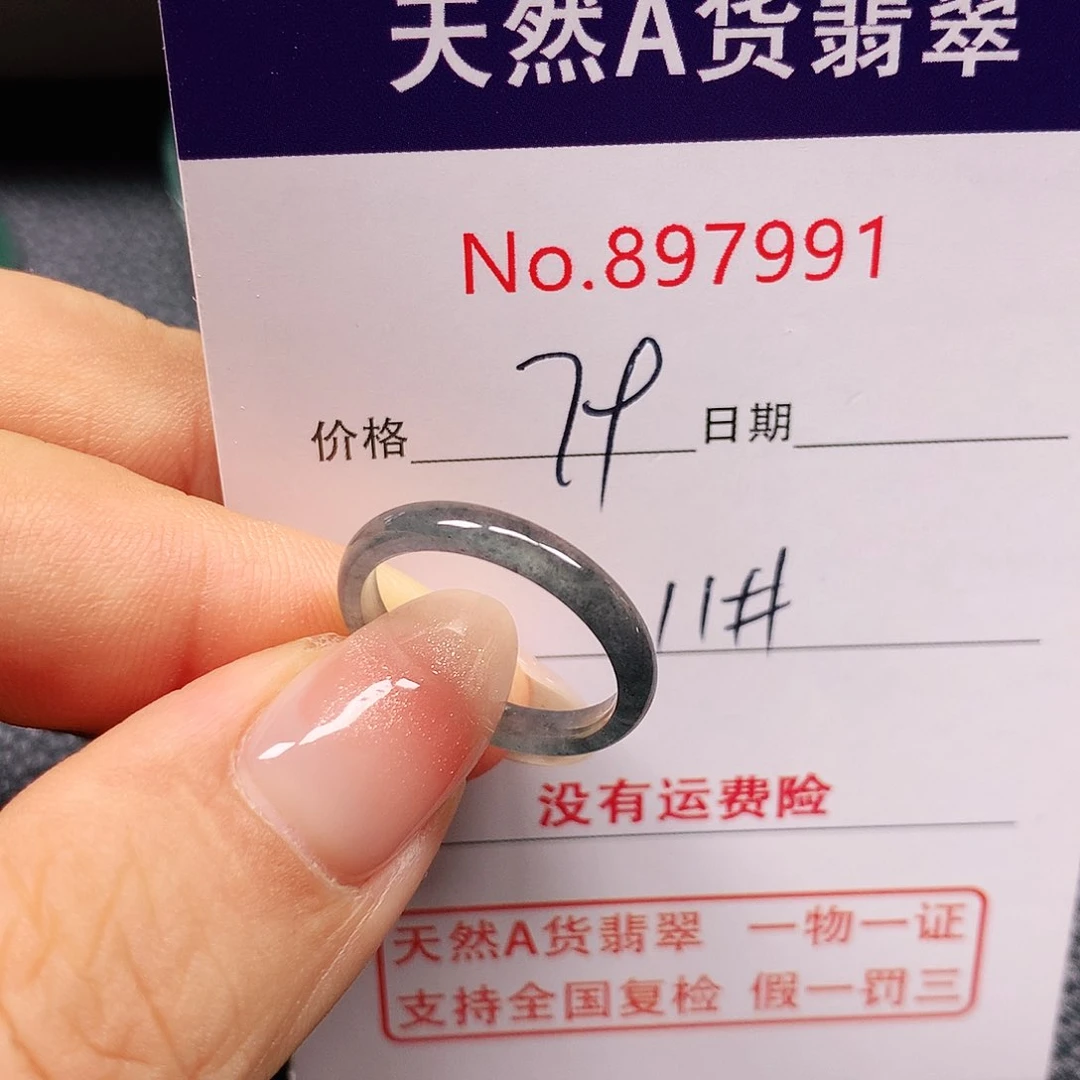 天然A货翡翠
No.897991
价格 日期
11#
没有运费险
天然A货翡翠 一物一证
支持全国复检 假一罚三